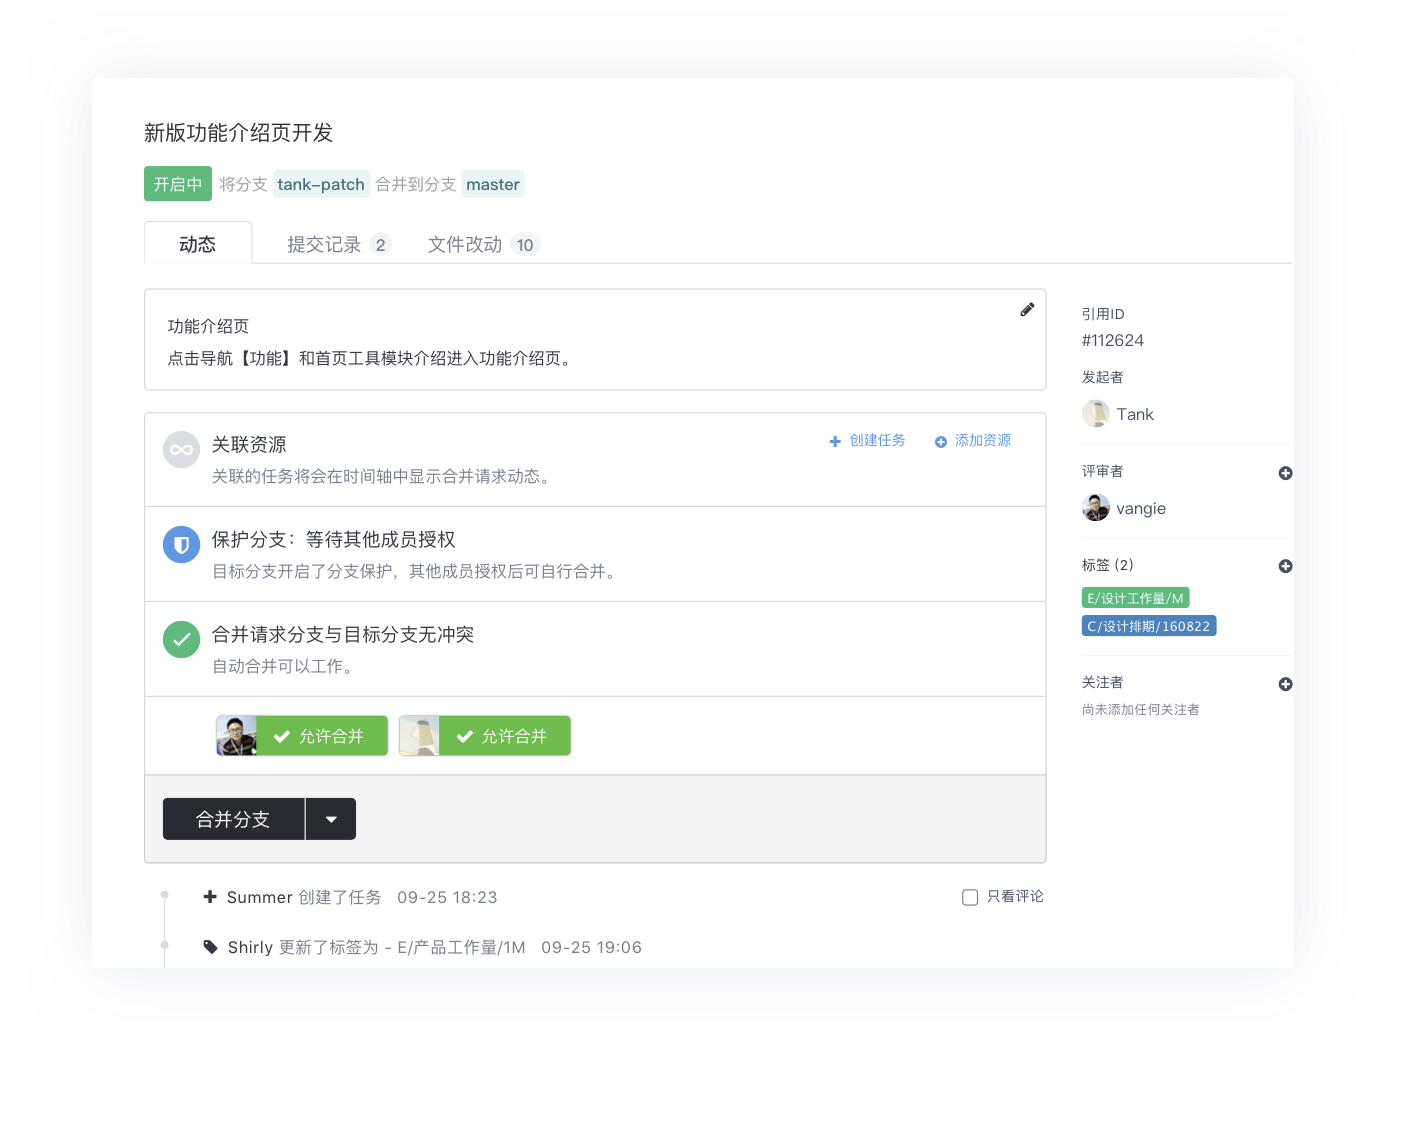 新版功能介绍页开发
开启中 将分支 tank-patch 合并到分支 master
动态 提交记录 2 文件改动 10
功能介绍页
点击导航【功能】和首页工具模块介绍进入功能介绍页。
关联资源 创建任务 添加资源
关联的任务将会在时间轴中显示合并请求动态。
保护分支：等待其他成员授权
目标分支开启了分支保护，其他成员授权后可自行合并。
合并请求分支与目标分支无冲突
自动合并可以工作。
允许合并 允许合并
合并分支
Summer 创建了任务 09-25 18:23 只看评论
Shirly 更新了标签为 - E/产品工作量/1M 09-25 19:06
引用ID
#112624
发起者
Tank
评审者
vangie
标签 (2)
E/设计工作量/M
C/设计排期/160822
关注者
尚未添加任何关注者